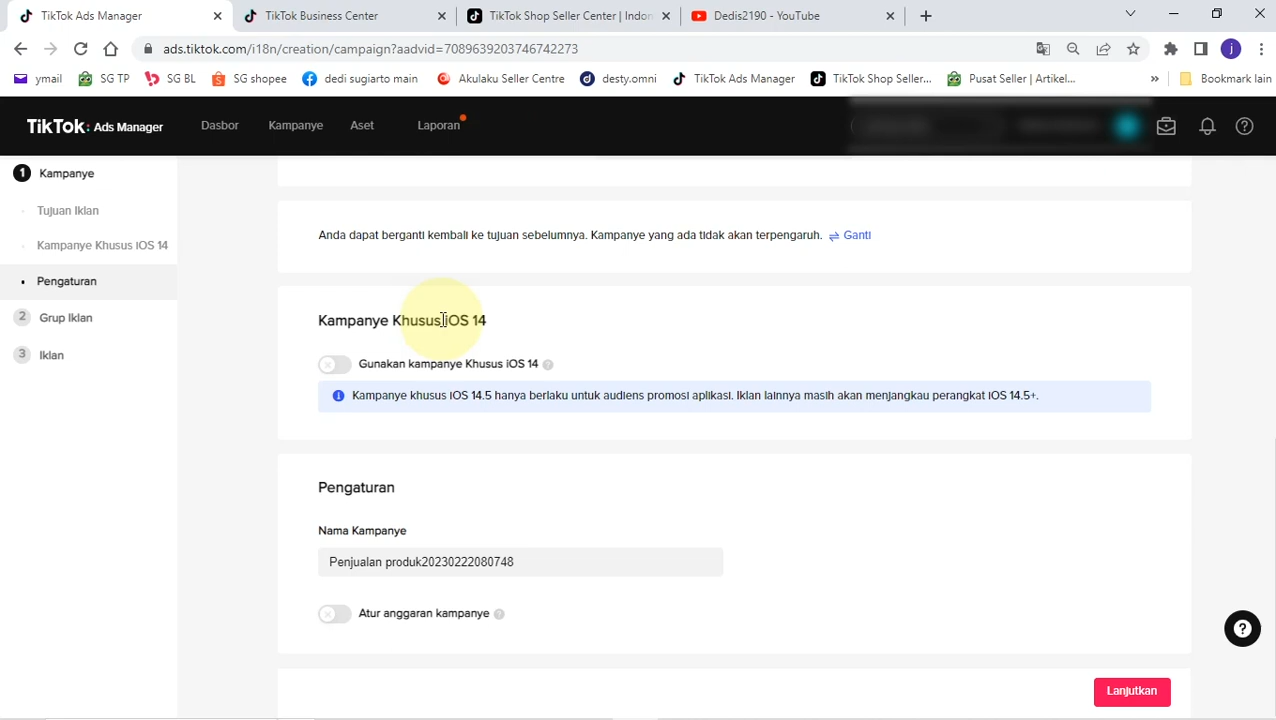 TikTok Ads Manager
TikTok Business Center
TikTok Shop Seller Center | Indon
Dedis2190 - YouTube
ads.tiktok.com/i18n/creation/campaign?aadvid=7089639203746742273
j
ymail
SG TP
SG BL
SG shopee
dedi sugiarto main
Akulaku Seller Centre
desty.omni
TikTok Ads Manager
TikTok Shop Seller...
Pusat Seller | Artikel...
»
Bookmark lain
TikTok: Ads Manager
Dasbor
Kampanye
Aset
Laporan
1 Kampanye
Tujuan Iklan
Kampanye Khusus iOS 14
Pengaturan
2 Grup Iklan
3 Iklan
Anda dapat berganti kembali ke tujuan sebelumnya. Kampanye yang ada tidak akan terpengaruh. Ganti
Kampanye Khusus iOS 14
Gunakan kampanye Khusus iOS 14
Kampanye khusus iOS 14.5 hanya berlaku untuk audiens promosi aplikasi. Iklan lainnya masih akan menjangkau perangkat iOS 14.5+.
Pengaturan
Nama Kampanye
Penjualan produk20230222080748
Atur anggaran kampanye
Lanjutkan